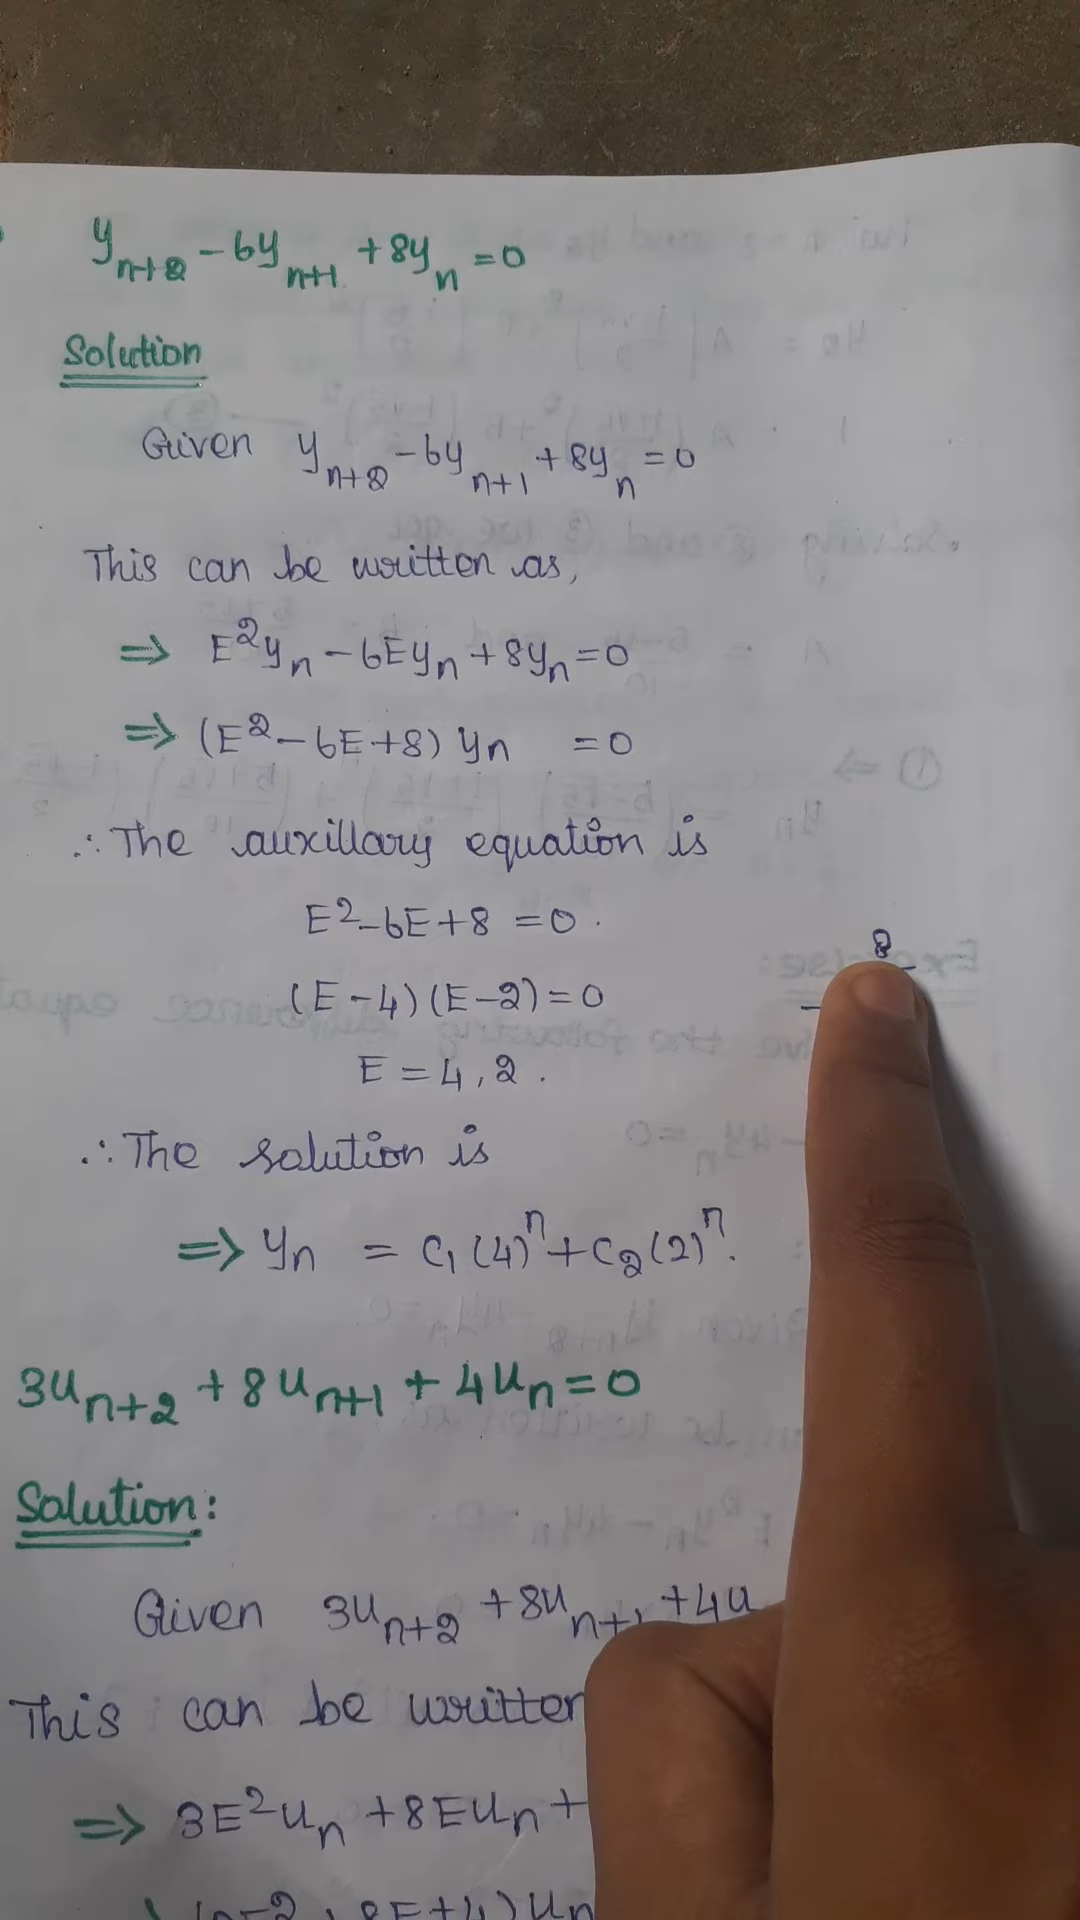 y_{n+2} - 6y_{n+1} + 8y_n = 0
Solution
Given y_{n+2} - 6y_{n+1} + 8y_n = 0
This can be written as,
⇒ E²y_n - 6Ey_n + 8y_n = 0
⇒ (E² - 6E + 8) y_n = 0
∴ The auxillary equation is
E² - 6E + 8 = 0.
8
(E - 4)(E - 2) = 0
E = 4, 2.
∴ The solution is
⇒ y_n = C₁(4)ⁿ + C₂(2)ⁿ.
3u_{n+2} + 8u_{n+1} + 4u_n = 0
Solution:
Given 3u_{n+2} + 8u_{n+1} + 4u
This can be written
⇒ 3E²u_n + 8Eu_n +